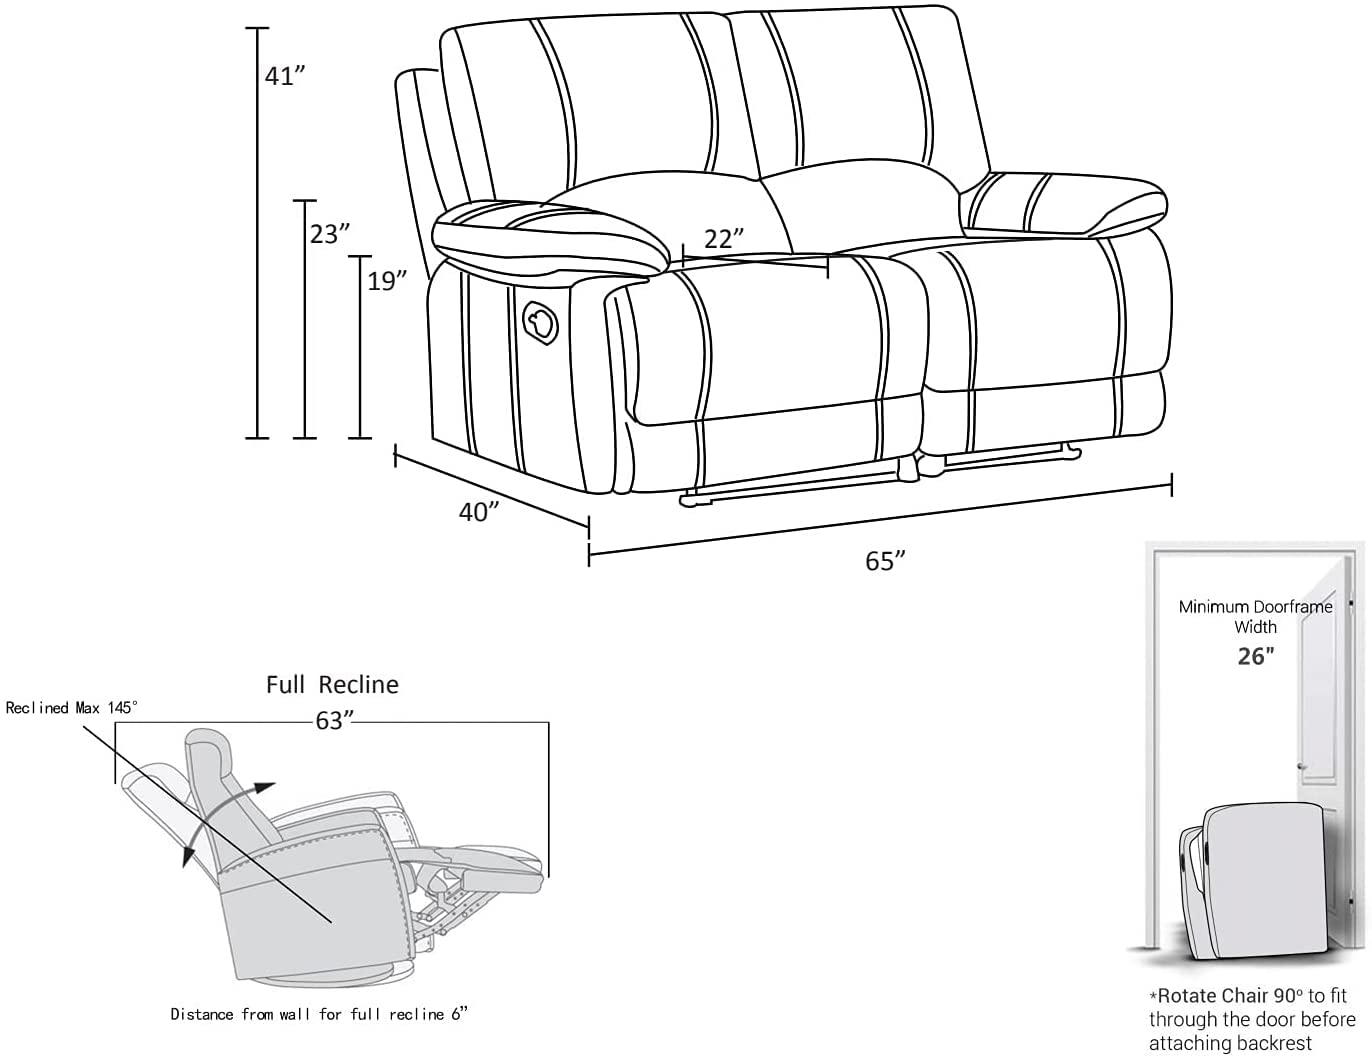 41”
23”
19”
22”
40”
65”
Minimum Doorframe
Width
26"
Full Recline
63”
Reclined Max 145°
Distance from wall for full recline 6”
*Rotate Chair 90º to fit
through the door before
attaching backrest